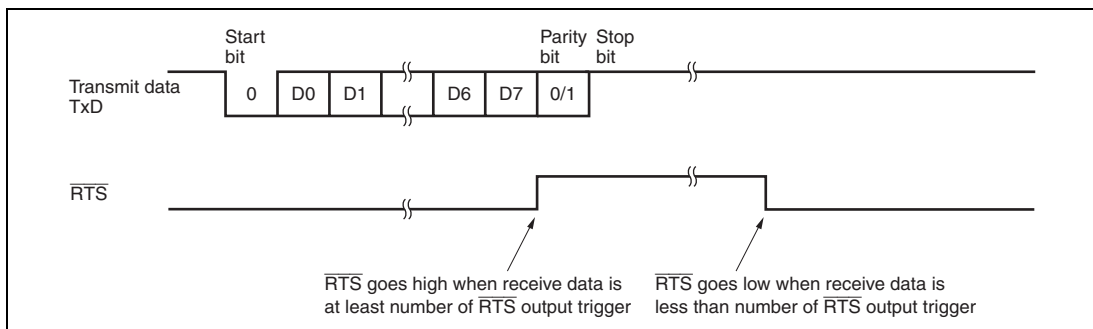 Start
bit
Parity
bit
Stop
bit
Transmit data
TxD
0
D0
D1
D6
D7
0/1
RTS
RTS goes high when receive data is
at least number of RTS output trigger
RTS goes low when receive data is
less than number of RTS output trigger